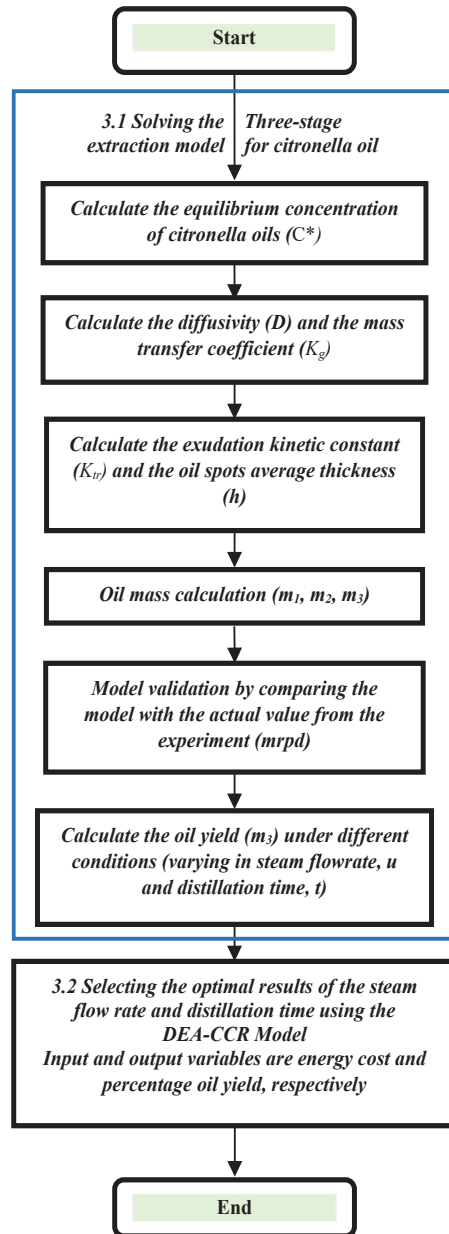 Start
3.1 Solving the Three-stage
extraction model for citronella oil
Calculate the equilibrium concentration
of citronella oils (C*)
Calculate the diffusivity (D) and the mass
transfer coefficient (Kg)
Calculate the exudation kinetic constant
(Ktr) and the oil spots average thickness
(h)
Oil mass calculation (m1, m2, m3)
Model validation by comparing the
model with the actual value from the
experiment (mrpd)
Calculate the oil yield (m3) under different
conditions (varying in steam flowrate, u
and distillation time, t)
3.2 Selecting the optimal results of the steam
flow rate and distillation time using the
DEA-CCR Model
Input and output variables are energy cost and
percentage oil yield, respectively
End